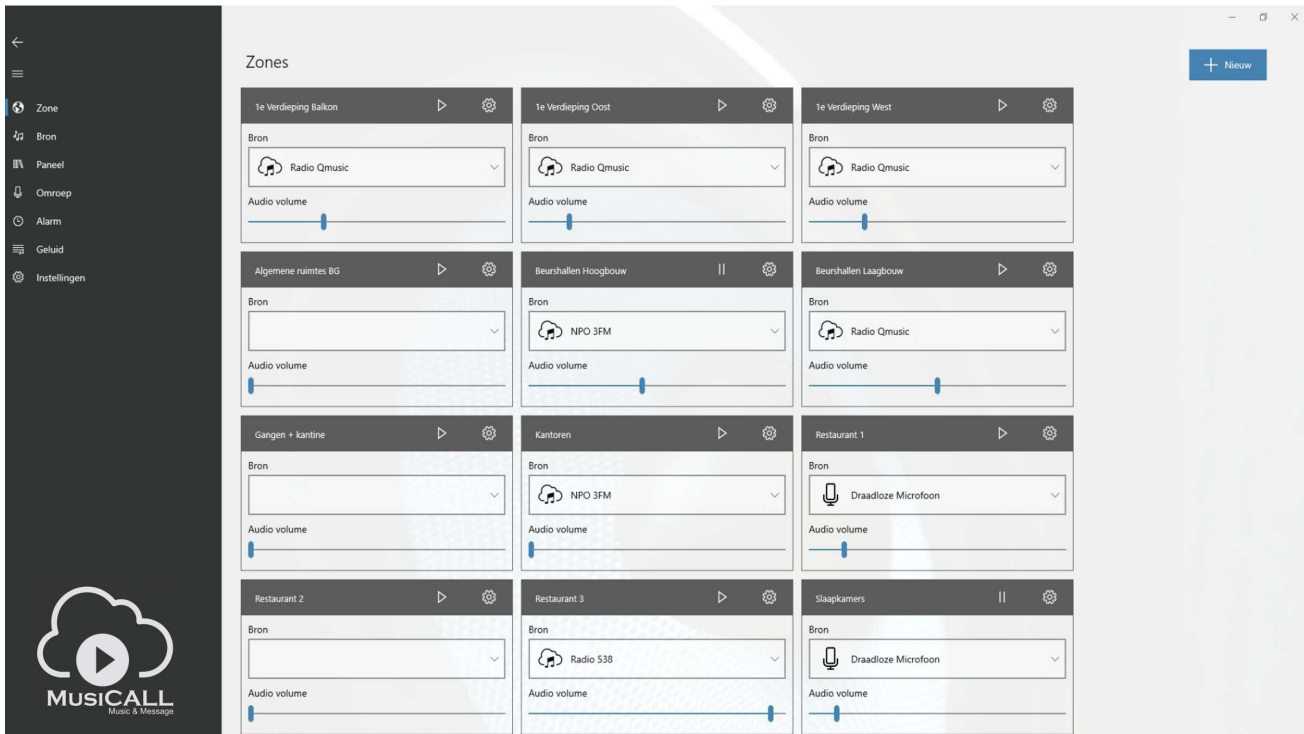 Zones
Nieuw
Zone
Bron
Paneel
Omroep
Alarm
Geluid
Instellingen
1e Verdieping Balkon
Bron
Radio Qmusic
Audio volume
1e Verdieping Oost
Bron
Radio Qmusic
Audio volume
1e Verdieping West
Bron
Radio Qmusic
Audio volume
Algemene ruimtes BG
Bron
Audio volume
Beurshallen Hoogbouw
Bron
NPO 3FM
Audio volume
Beurshallen Laagbouw
Bron
Radio Qmusic
Audio volume
Gangen + kantine
Bron
Audio volume
Kantoren
Bron
NPO 3FM
Audio volume
Restaurant 1
Bron
Draadloze Microfoon
Audio volume
Restaurant 2
Bron
Audio volume
Restaurant 3
Bron
Radio 538
Audio volume
Slaapkamers
Bron
Draadloze Microfoon
Audio volume
MUSICALL
Music & Message